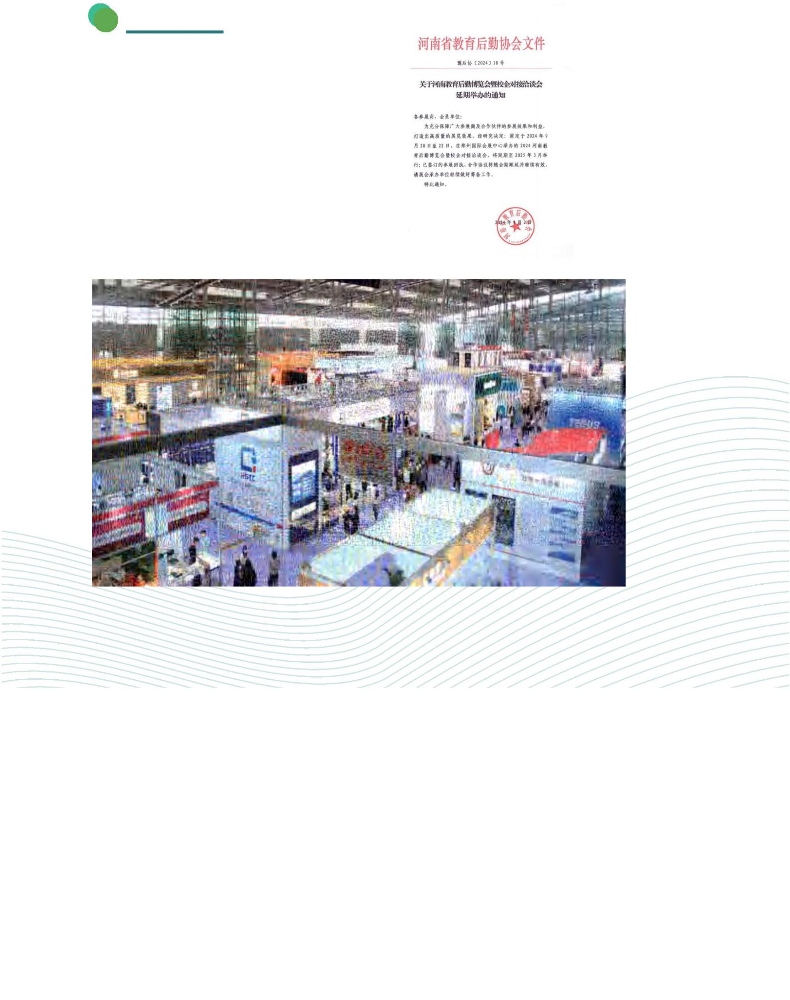 河南省教育后勤协会文件
豫后协〔2024〕18 号
关于河南教育后勤博览会暨校企对接洽谈会
延期举办的通知
各参展商、会员单位：
为充分保障广大参展商及合作伙伴的参展效果和利益，
打造出高质量的展览效果，经研究决定：原定于 2024 年 9
月 20 日至 22 日，在郑州国际会展中心举办的 2024 河南教
育后勤博览会暨校企对接洽谈会，将延期至 2025 年 3 月举
行；已签订的参展回执、合作协议将随会期顺延并继续有效，
请展会承办单位继续做好筹备工作。
特此通知。
河南省教育后勤协会
2024 年 9 月 2 日